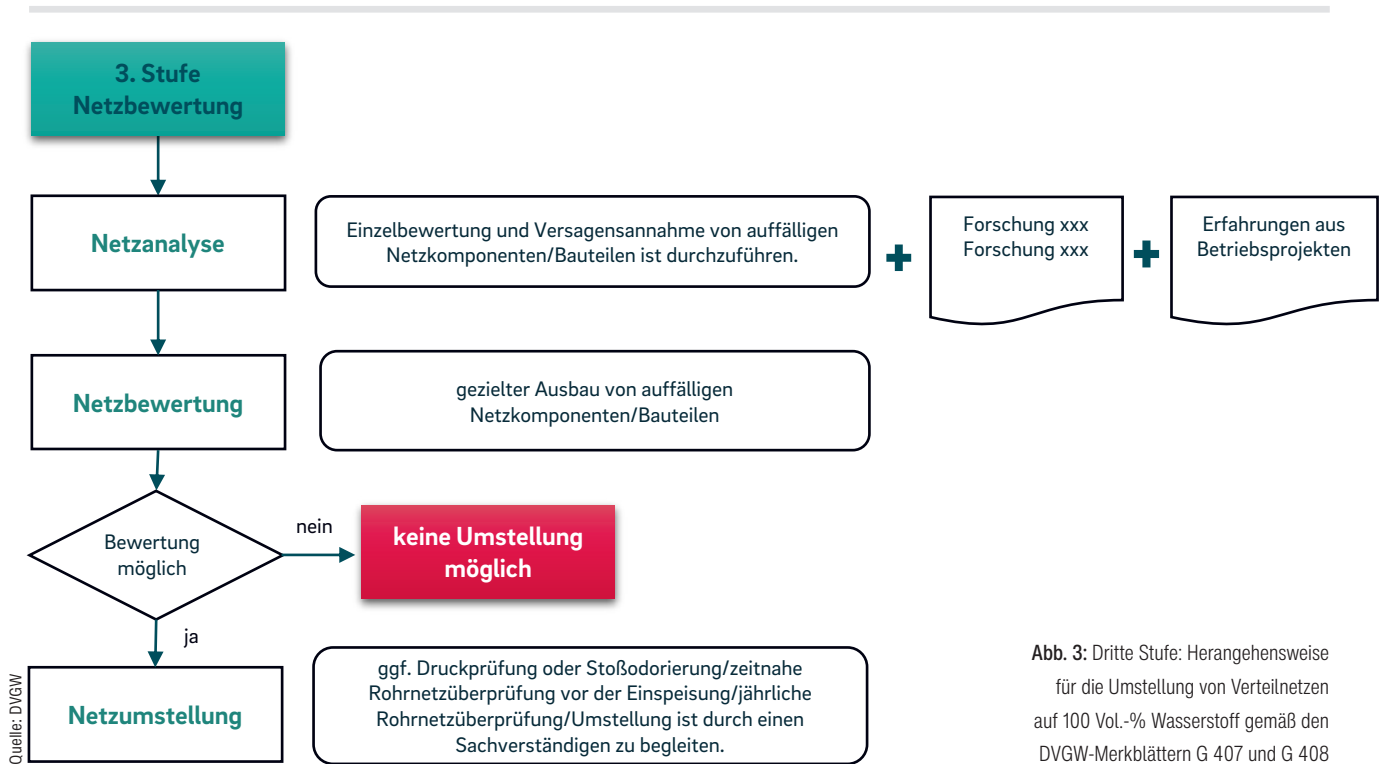 3. Stufe
Netzbewertung
Netzanalyse
Einzelbewertung und Versagensannahme von auffälligen
Netzkomponenten/Bauteilen ist durchzuführen.
Forschung xxx
Forschung xxx
Erfahrungen aus
Betriebsprojekten
Netzbewertung
gezielter Ausbau von auffälligen
Netzkomponenten/Bauteilen
Bewertung
möglich
nein
keine Umstellung
möglich
ja
Netzumstellung
ggf. Druckprüfung oder Stoßodorierung/zeitnahe
Rohrnetzüberprüfung vor der Einspeisung/jährliche
Rohrnetzüberprüfung/Umstellung ist durch einen
Sachverständigen zu begleiten.
Abb. 3: Dritte Stufe: Herangehensweise
für die Umstellung von Verteilnetzen
auf 100 Vol.-% Wasserstoff gemäß den
DVGW-Merkblättern G 407 und G 408
Quelle: DVGW